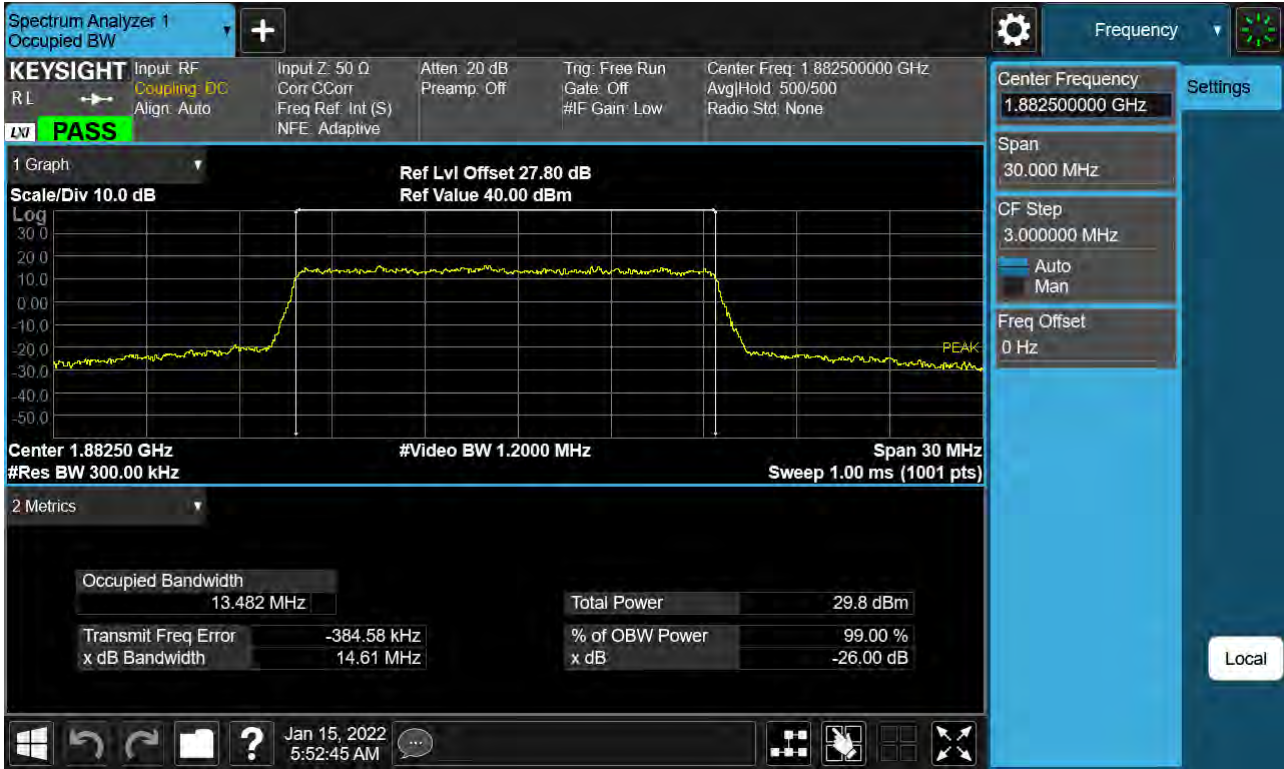 Spectrum Analyzer 1
Occupied BW
+
Frequency
KEYSIGHT
RL
LXI
PASS
Input: RF
Coupling: DC
Align: Auto
Input Z: 50 Ω
Corr CCorr
Freq Ref: Int (S)
NFE: Adaptive
Atten: 20 dB
Preamp: Off
Trig: Free Run
Gate: Off
#IF Gain: Low
Center Freq: 1.882500000 GHz
Avg|Hold: 500/500
Radio Std: None
Center Frequency
1.882500000 GHz
Settings
Span
30.000 MHz
CF Step
3.000000 MHz
Auto
Man
Freq Offset
0 Hz
1 Graph
Ref Lvl Offset 27.80 dB
Scale/Div 10.0 dB
Ref Value 40.00 dBm
Log
30.0
20.0
10.0
0.00
-10.0
-20.0
-30.0
-40.0
-50.0
PEAK
Center 1.88250 GHz
#Video BW 1.2000 MHz
Span 30 MHz
#Res BW 300.00 kHz
Sweep 1.00 ms (1001 pts)
2 Metrics
Occupied Bandwidth
13.482 MHz
Total Power 29.8 dBm
Transmit Freq Error -384.58 kHz
% of OBW Power 99.00 %
x dB Bandwidth 14.61 MHz
x dB -26.00 dB
Local
?
Jan 15, 2022
5:52:45 AM